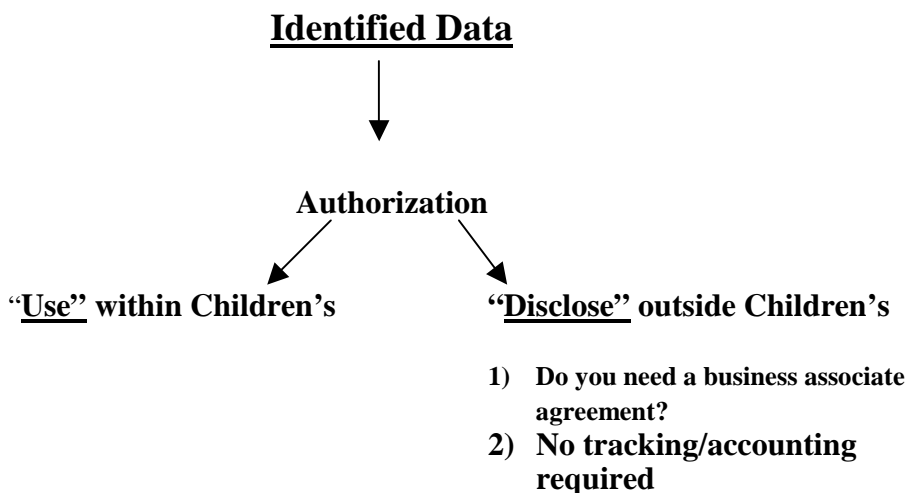 Identified Data
Authorization
“Use” within Children's
“Disclose” outside Children's
1) Do you need a business associate
agreement?
2) No tracking/accounting
required